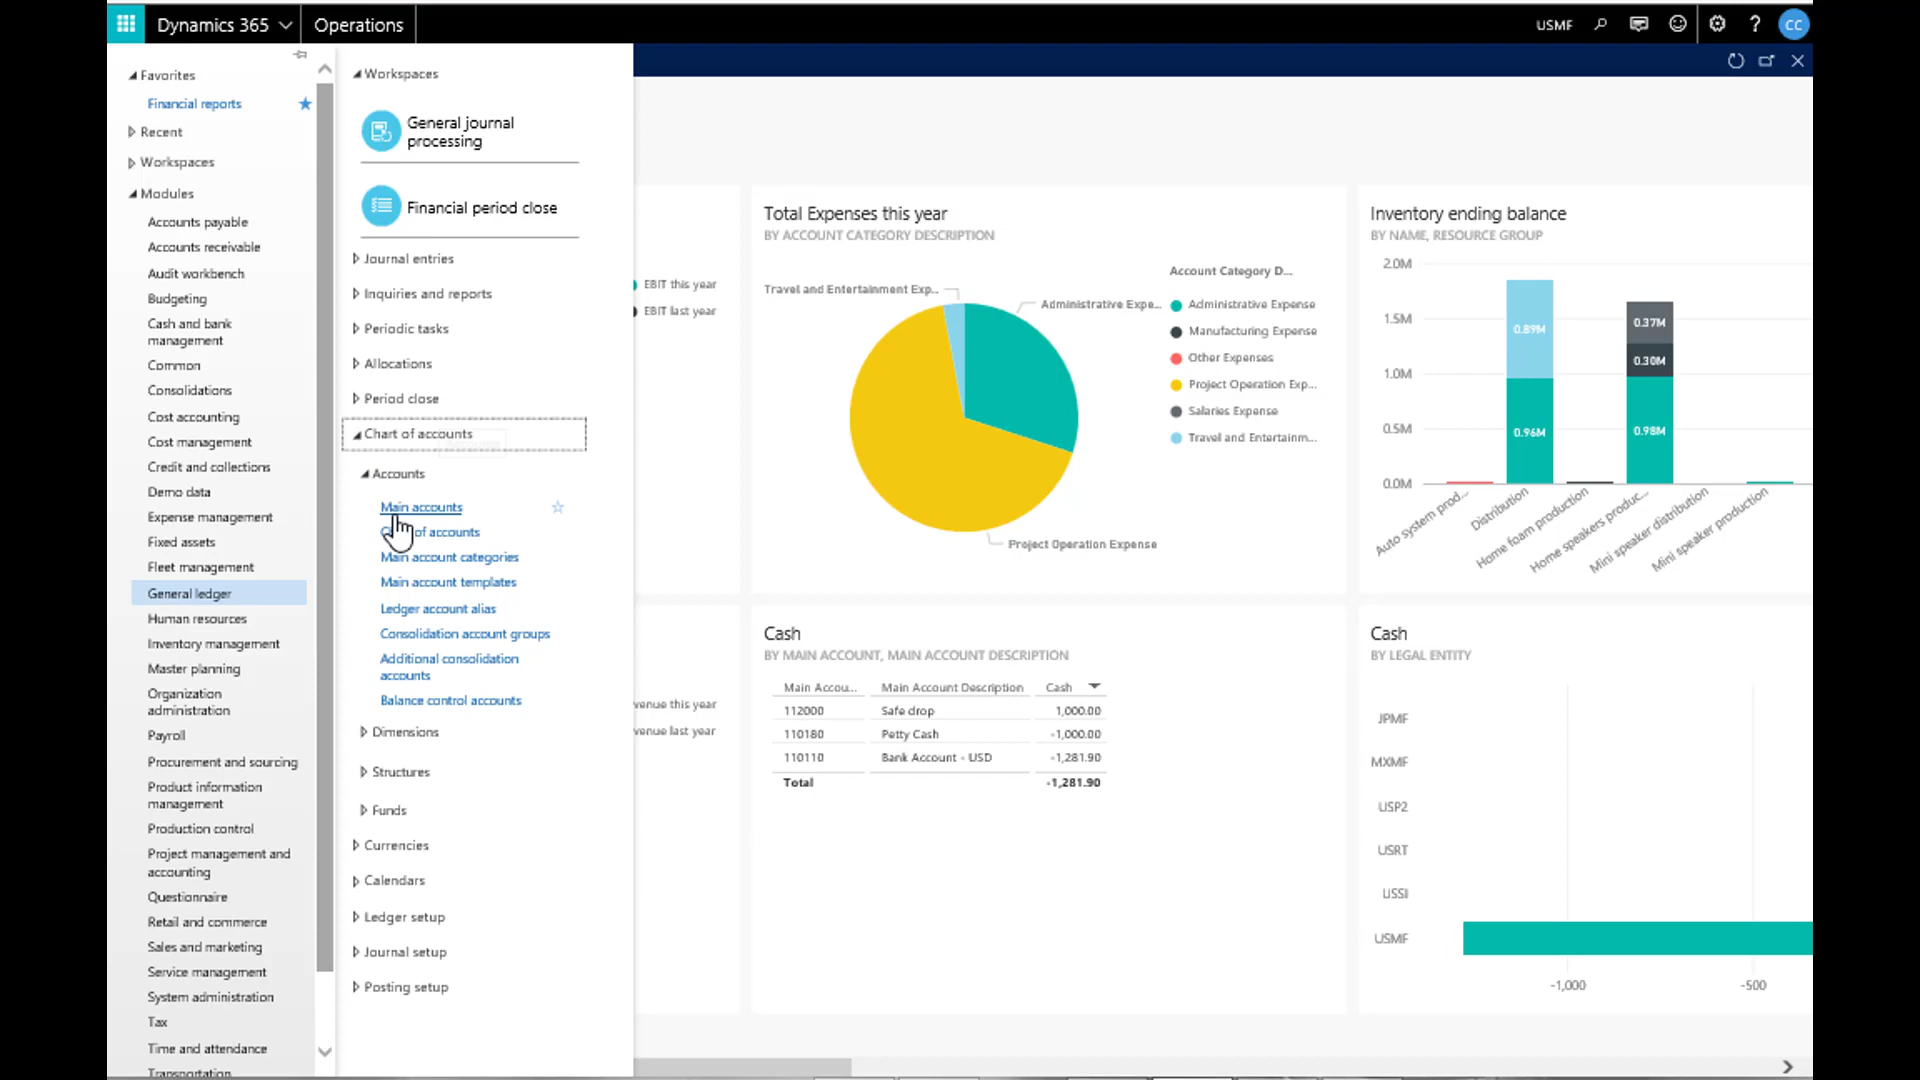 Dynamics 365
Operations
USMF
?
CC
Favorites
Financial reports
Recent
Workspaces
Modules
Accounts payable
Accounts receivable
Audit workbench
Budgeting
Cash and bank
management
Common
Consolidations
Cost accounting
Cost management
Credit and collections
Demo data
Expense management
Fixed assets
Fleet management
General ledger
Human resources
Inventory management
Master planning
Organization
administration
Payroll
Procurement and sourcing
Product information
management
Production control
Project management and
accounting
Questionnaire
Retail and commerce
Sales and marketing
Service management
System administration
Tax
Time and attendance
Transportation
Workspaces
General journal
processing
Financial period close
Journal entries
Inquiries and reports
Periodic tasks
Allocations
Period close
Chart of accounts
Accounts
Main accounts
of accounts
Main account categories
Main account templates
Ledger account alias
Consolidation account groups
Additional consolidation
accounts
Balance control accounts
Dimensions
Structures
Funds
Currencies
Calendars
Ledger setup
Journal setup
Posting setup
EBIT this year
EBIT last year
venue this year
venue last year
Total Expenses this year
BY ACCOUNT CATEGORY DESCRIPTION
Travel and Entertainment Exp...
Administrative Expe...
Project Operation Expense
Account Category D...
Administrative Expense
Manufacturing Expense
Other Expenses
Project Operation Exp...
Salaries Expense
Travel and Entertainm...
Inventory ending balance
BY NAME, RESOURCE GROUP
2.0M
1.5M
1.0M
0.5M
0.0M
0.89M
0.96M
0.37M
0.30M
0.98M
Auto system prod...
Distribution
Home foam production
Home speakers produc...
Mini speaker distribution
Mini speaker production
Cash
BY MAIN ACCOUNT, MAIN ACCOUNT DESCRIPTION
Main Accou... Main Account Description Cash
112000 Safe drop 1,000.00
110180 Petty Cash -1,000.00
110110 Bank Account - USD -1,281.90
Total -1,281.90
Cash
BY LEGAL ENTITY
JPMF
MXMF
USP2
USRT
USSI
USMF
-1,000 -500